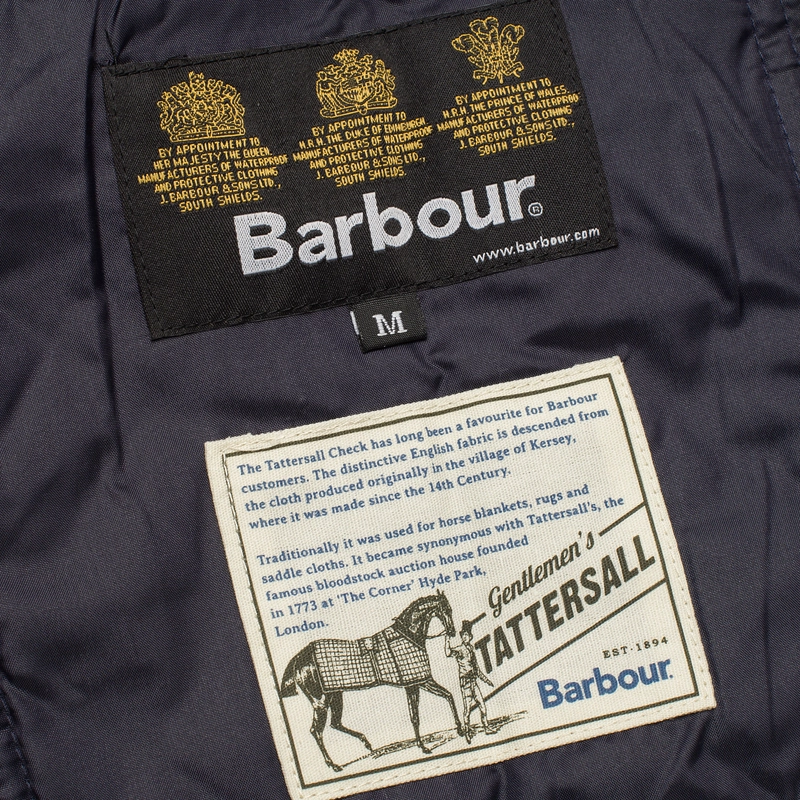 BY APPOINTMENT TO
HER MAJESTY THE QUEEN
MANUFACTURERS OF WATERPROOF
AND PROTECTIVE CLOTHING
J. BARBOUR & SONS LTD.,
SOUTH SHIELDS.
BY APPOINTMENT TO
H.R.H. THE DUKE OF EDINBURGH
MANUFACTURERS OF WATERPROOF
AND PROTECTIVE CLOTHING
J. BARBOUR & SONS LTD.,
SOUTH SHIELDS.
BY APPOINTMENT TO
H.R.H. THE PRINCE OF WALES.
MANUFACTURERS OF WATERPROOF
AND PROTECTIVE CLOTHING
J. BARBOUR & SONS LTD.,
SOUTH SHIELDS.
Barbour®
www.barbour.com
M
The Tattersall Check has long been a favourite for Barbour
customers. The distinctive English fabric is descended from
the cloth produced originally in the village of Kersey,
where it was made since the 14th Century.
Traditionally it was used for horse blankets, rugs and
saddle cloths. It became synonymous with Tattersall's, the
famous bloodstock auction house founded
in 1773 at 'The Corner' Hyde Park,
London.
Gentlemen's
TATTERSALL
EST·1894
Barbour.